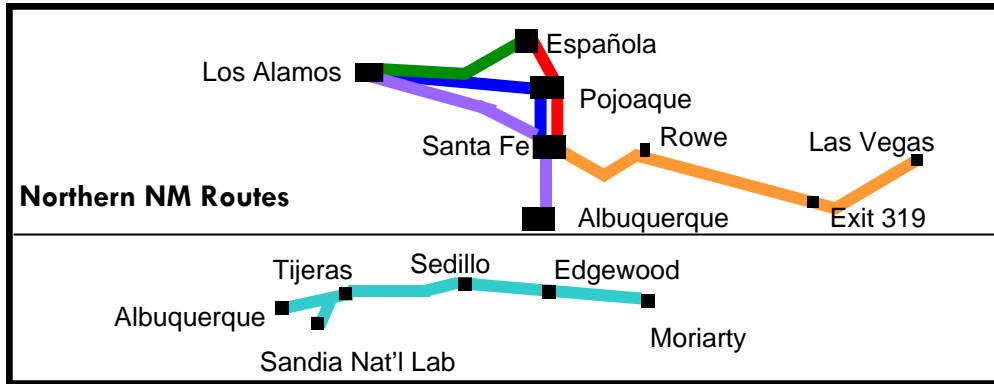 Española
Los Alamos
Pojoaque
Santa Fe
Rowe
Las Vegas
Northern NM Routes
Albuquerque
Exit 319
Tijeras
Sedillo
Edgewood
Albuquerque
Moriarty
Sandia Nat'l Lab